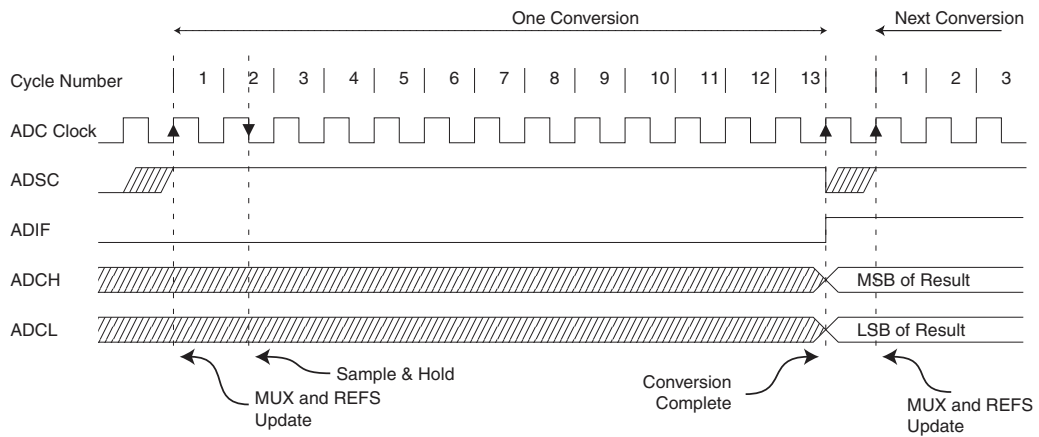 One Conversion
Next Conversion
Cycle Number 1 2 3 4 5 6 7 8 9 10 11 12 13 1 2 3
ADC Clock
ADSC
ADIF
ADCH MSB of Result
ADCL LSB of Result
Sample & Hold
MUX and REFS
Update
Conversion
Complete
MUX and REFS
Update